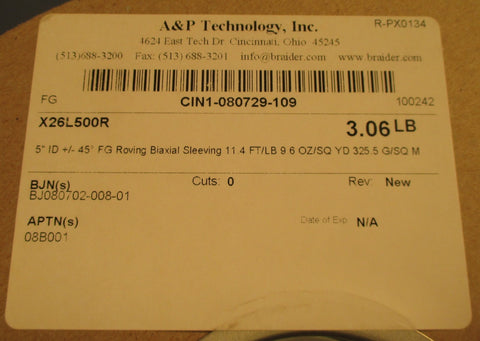 A&P Technology, Inc. R-PX0134
4624 East Tech Dr. Cincinnati, Ohio 45245
(513)688-3200 Fax: (513) 688-3201 info@braider.com www.braider.com
FG CIN1-080729-109 100242
X26L500R 3.06 LB
5" ID +/- 45° FG Roving Biaxial Sleeving 11.4 FT/LB 9.6 OZ/SQ YD 325.5 G/SQ M
BJN(s) Cuts: 0 Rev: New
BJ080702-008-01
APTN(s) Date of Exp: N/A
08B001